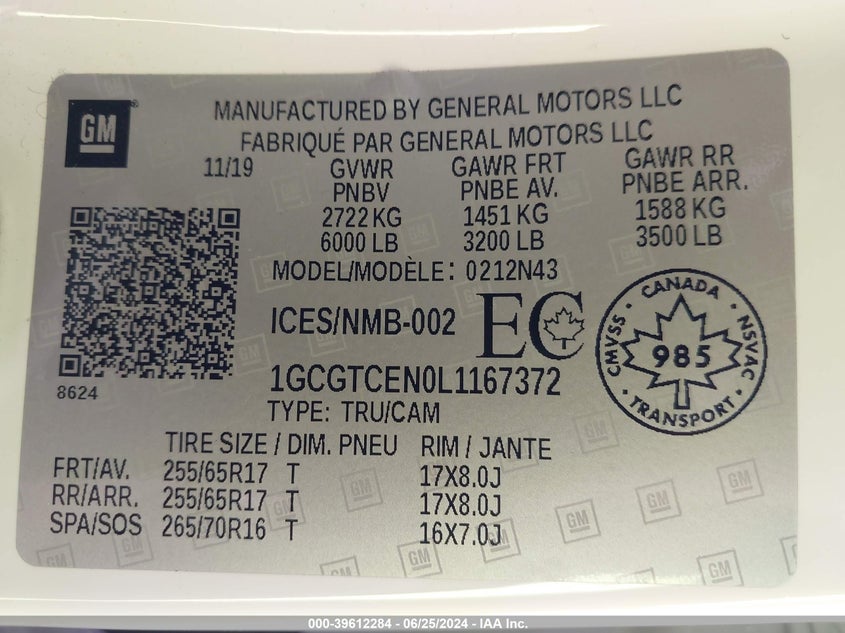 GM
MANUFACTURED BY GENERAL MOTORS LLC
FABRIQUÉ PAR GENERAL MOTORS LLC
11/19 GVWR GAWR FRT GAWR RR
PNBV PNBE AV. PNBE ARR.
2722 KG 1451 KG 1588 KG
6000 LB 3200 LB 3500 LB
MODEL/MODÈLE: 0212N43
ICES/NMB-002 EC
CANADA
CMVSS 985 NSVAC
TRANSPORT
8624
1GCGTCEN0L1167372
TYPE: TRU/CAM
TIRE SIZE / DIM. PNEU RIM / JANTE
FRT/AV. 255/65R17 T 17X8.0J
RR/ARR. 255/65R17 T 17X8.0J
SPA/SOS 265/70R16 T 16X7.0J
000-39612284 - 06/25/2024 - IAA Inc.